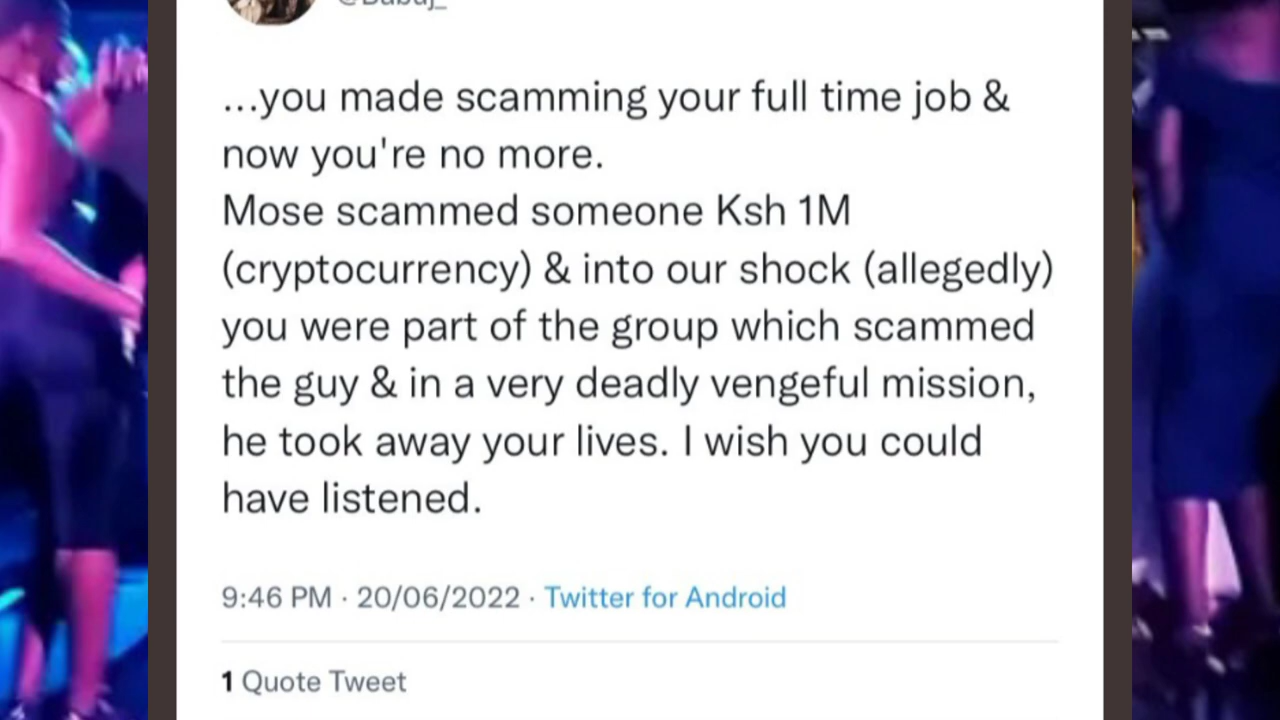 ...you made scamming your full time job &
now you're no more.
Mose scammed someone Ksh 1M
(cryptocurrency) & into our shock (allegedly)
you were part of the group which scammed
the guy & in a very deadly vengeful mission,
he took away your lives. I wish you could
have listened.
9:46 PM · 20/06/2022 · Twitter for Android
1 Quote Tweet